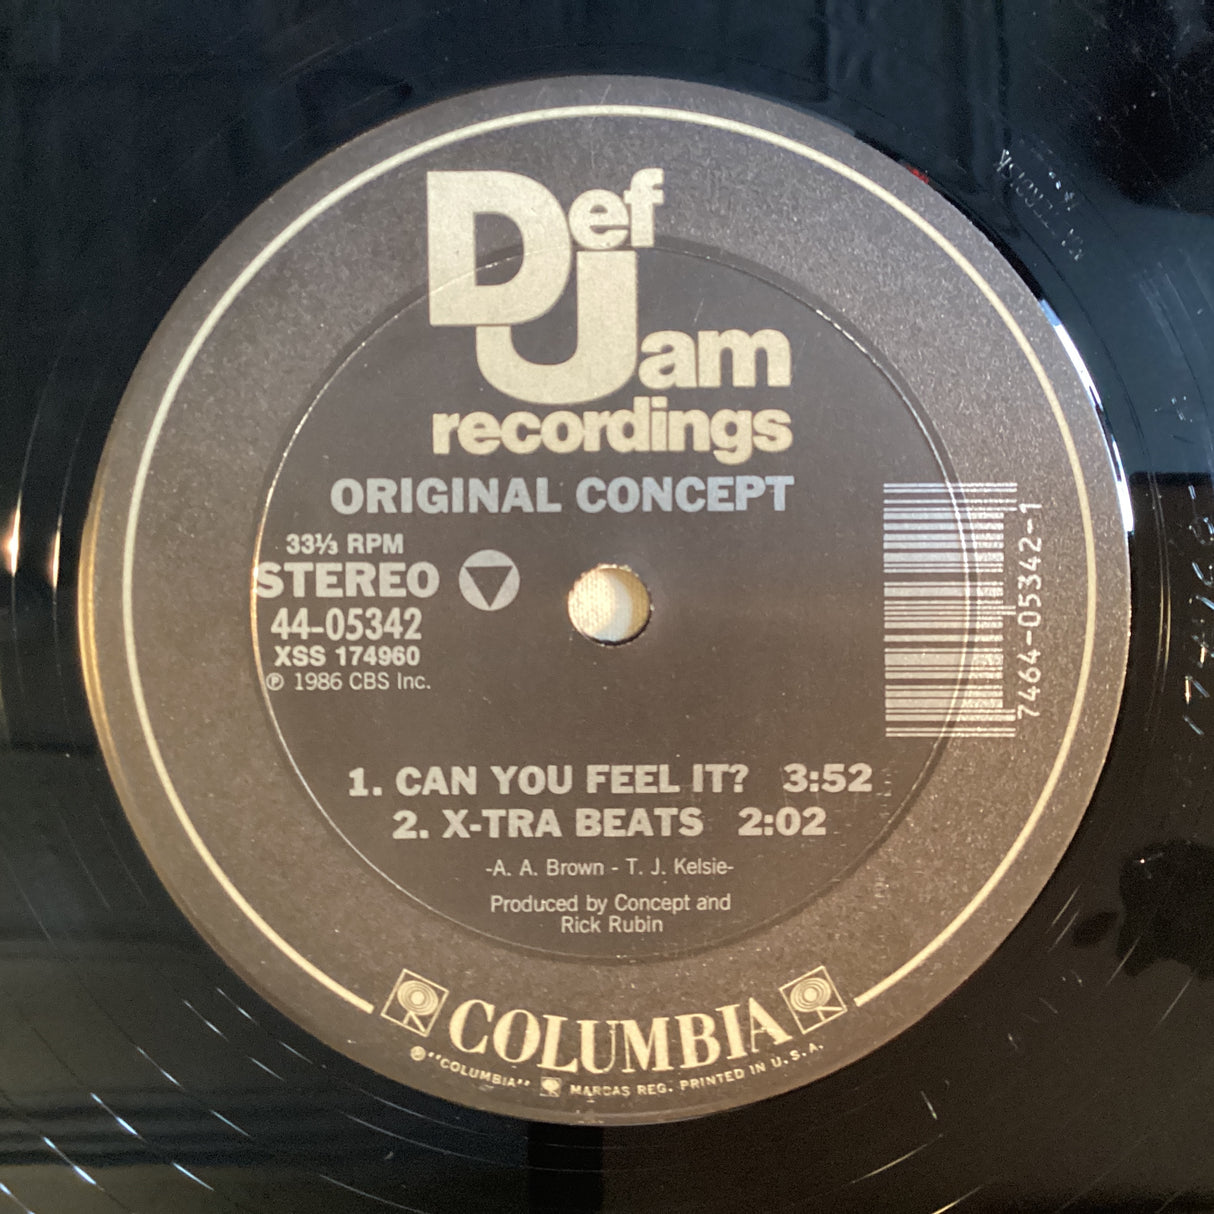 Def
Jam
recordings
ORIGINAL CONCEPT
33⅓ RPM
STEREO
44-05342
XSS 174960
℗ 1986 CBS Inc.
7464-05342-1
1. CAN YOU FEEL IT? 3:52
2. X-TRA BEATS 2:02
-A. A. Brown - T. J. Kelsie-
Produced by Concept and
Rick Rubin
COLUMBIA
℗"COLUMBIA" MARCAS REG. PRINTED IN U.S.A.